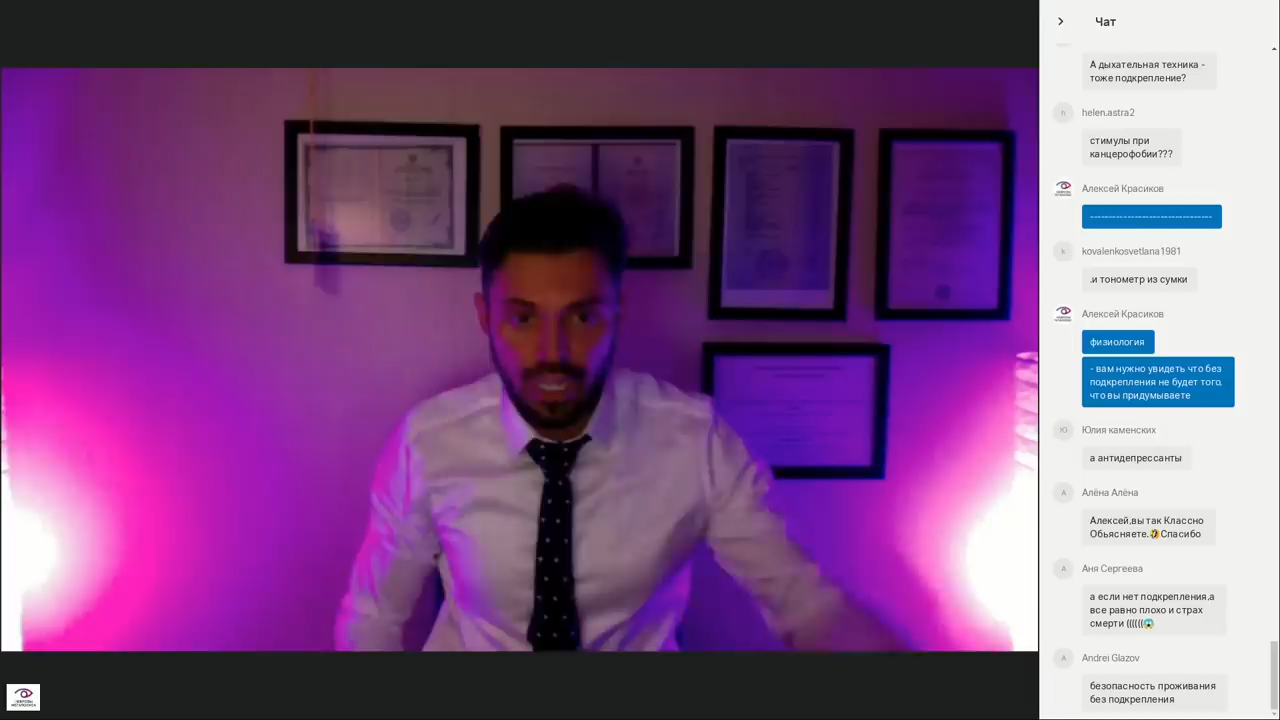 Чат
А дыхательная техника -
тоже подкрепление?
helen.astra2
стимулы при
канцерофобии???
Алексей Красиков
---------------------------------
kovalenkosvetlana1981
.и тонометр из сумки
Алексей Красиков
физиология
- вам нужно увидеть что без
подкрепления не будет того,
что вы придумываете
Юлия каменских
а антидепрессанты
Алёна Алёна
Алексей,вы так Классно
Обьясняете.🤣Спасибо
Аня Сергеева
а если нет подкрепления,а
все равно плохо и страх
смерти ((((((😱
Andrei Glazov
безопасность проживания
без подкрепления